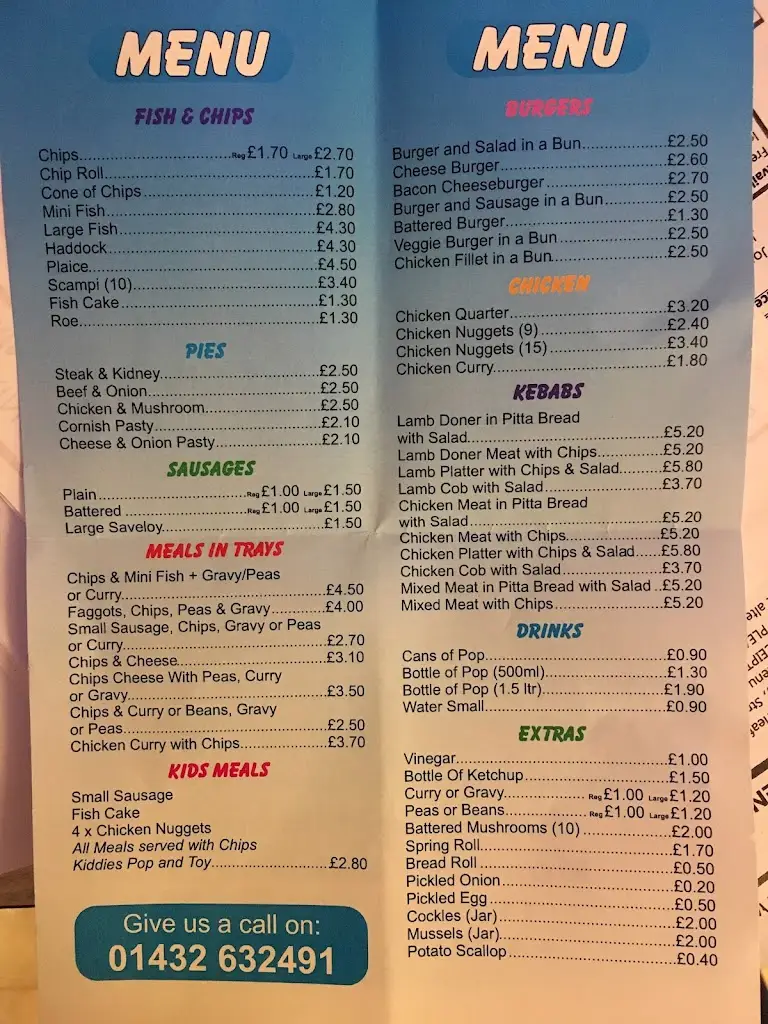 MENU
FISH & CHIPS
Chips Reg £1.70 Large £2.70
Chip Roll £1.70
Cone of Chips £1.20
Mini Fish £2.80
Large Fish £4.30
Haddock £4.30
Plaice £4.50
Scampi (10) £3.40
Fish Cake £1.30
Roe £1.30
PIES
Steak & Kidney £2.50
Beef & Onion £2.50
Chicken & Mushroom £2.50
Cornish Pasty £2.10
Cheese & Onion Pasty £2.10
SAUSAGES
Plain Reg £1.00 Large £1.50
Battered Reg £1.00 Large £1.50
Large Saveloy £1.50
MEALS IN TRAYS
Chips & Mini Fish + Gravy/Peas
or Curry £4.50
Faggots, Chips, Peas & Gravy £4.00
Small Sausage, Chips, Gravy or Peas
or Curry £2.70
Chips & Cheese £3.10
Chips Cheese With Peas, Curry
or Gravy £3.50
Chips & Curry or Beans, Gravy
or Peas £2.50
Chicken Curry with Chips £3.70
KIDS MEALS
Small Sausage
Fish Cake
4 x Chicken Nuggets
All Meals served with Chips
Kiddies Pop and Toy £2.80
Give us a call on:
01432 632491
MENU
BURGERS
Burger and Salad in a Bun £2.50
Cheese Burger £2.60
Bacon Cheeseburger £2.70
Burger and Sausage in a Bun £2.50
Battered Burger £1.30
Veggie Burger in a Bun £2.50
Chicken Fillet in a Bun £2.50
CHICKEN
Chicken Quarter £3.20
Chicken Nuggets (9) £2.40
Chicken Nuggets (15) £3.40
Chicken Curry £1.80
KEBABS
Lamb Doner in Pitta Bread
with Salad £5.20
Lamb Doner Meat with Chips £5.20
Lamb Platter with Chips & Salad £5.80
Lamb Cob with Salad £3.70
Chicken Meat in Pitta Bread
with Salad £5.20
Chicken Meat with Chips £5.20
Chicken Platter with Chips & Salad £5.80
Chicken Cob with Salad £3.70
Mixed Meat in Pitta Bread with Salad £5.20
Mixed Meat with Chips £5.20
DRINKS
Cans of Pop £0.90
Bottle of Pop (500ml) £1.30
Bottle of Pop (1.5 ltr) £1.90
Water Small £0.90
EXTRAS
Vinegar £1.00
Bottle Of Ketchup £1.50
Curry or Gravy Reg £1.00 Large £1.20
Peas or Beans Reg £1.00 Large £1.20
Battered Mushrooms (10) £2.00
Spring Roll £1.70
Bread Roll £0.50
Pickled Onion £0.20
Pickled Egg £0.50
Cockles (Jar) £2.00
Mussels (Jar) £2.00
Potato Scallop £0.40